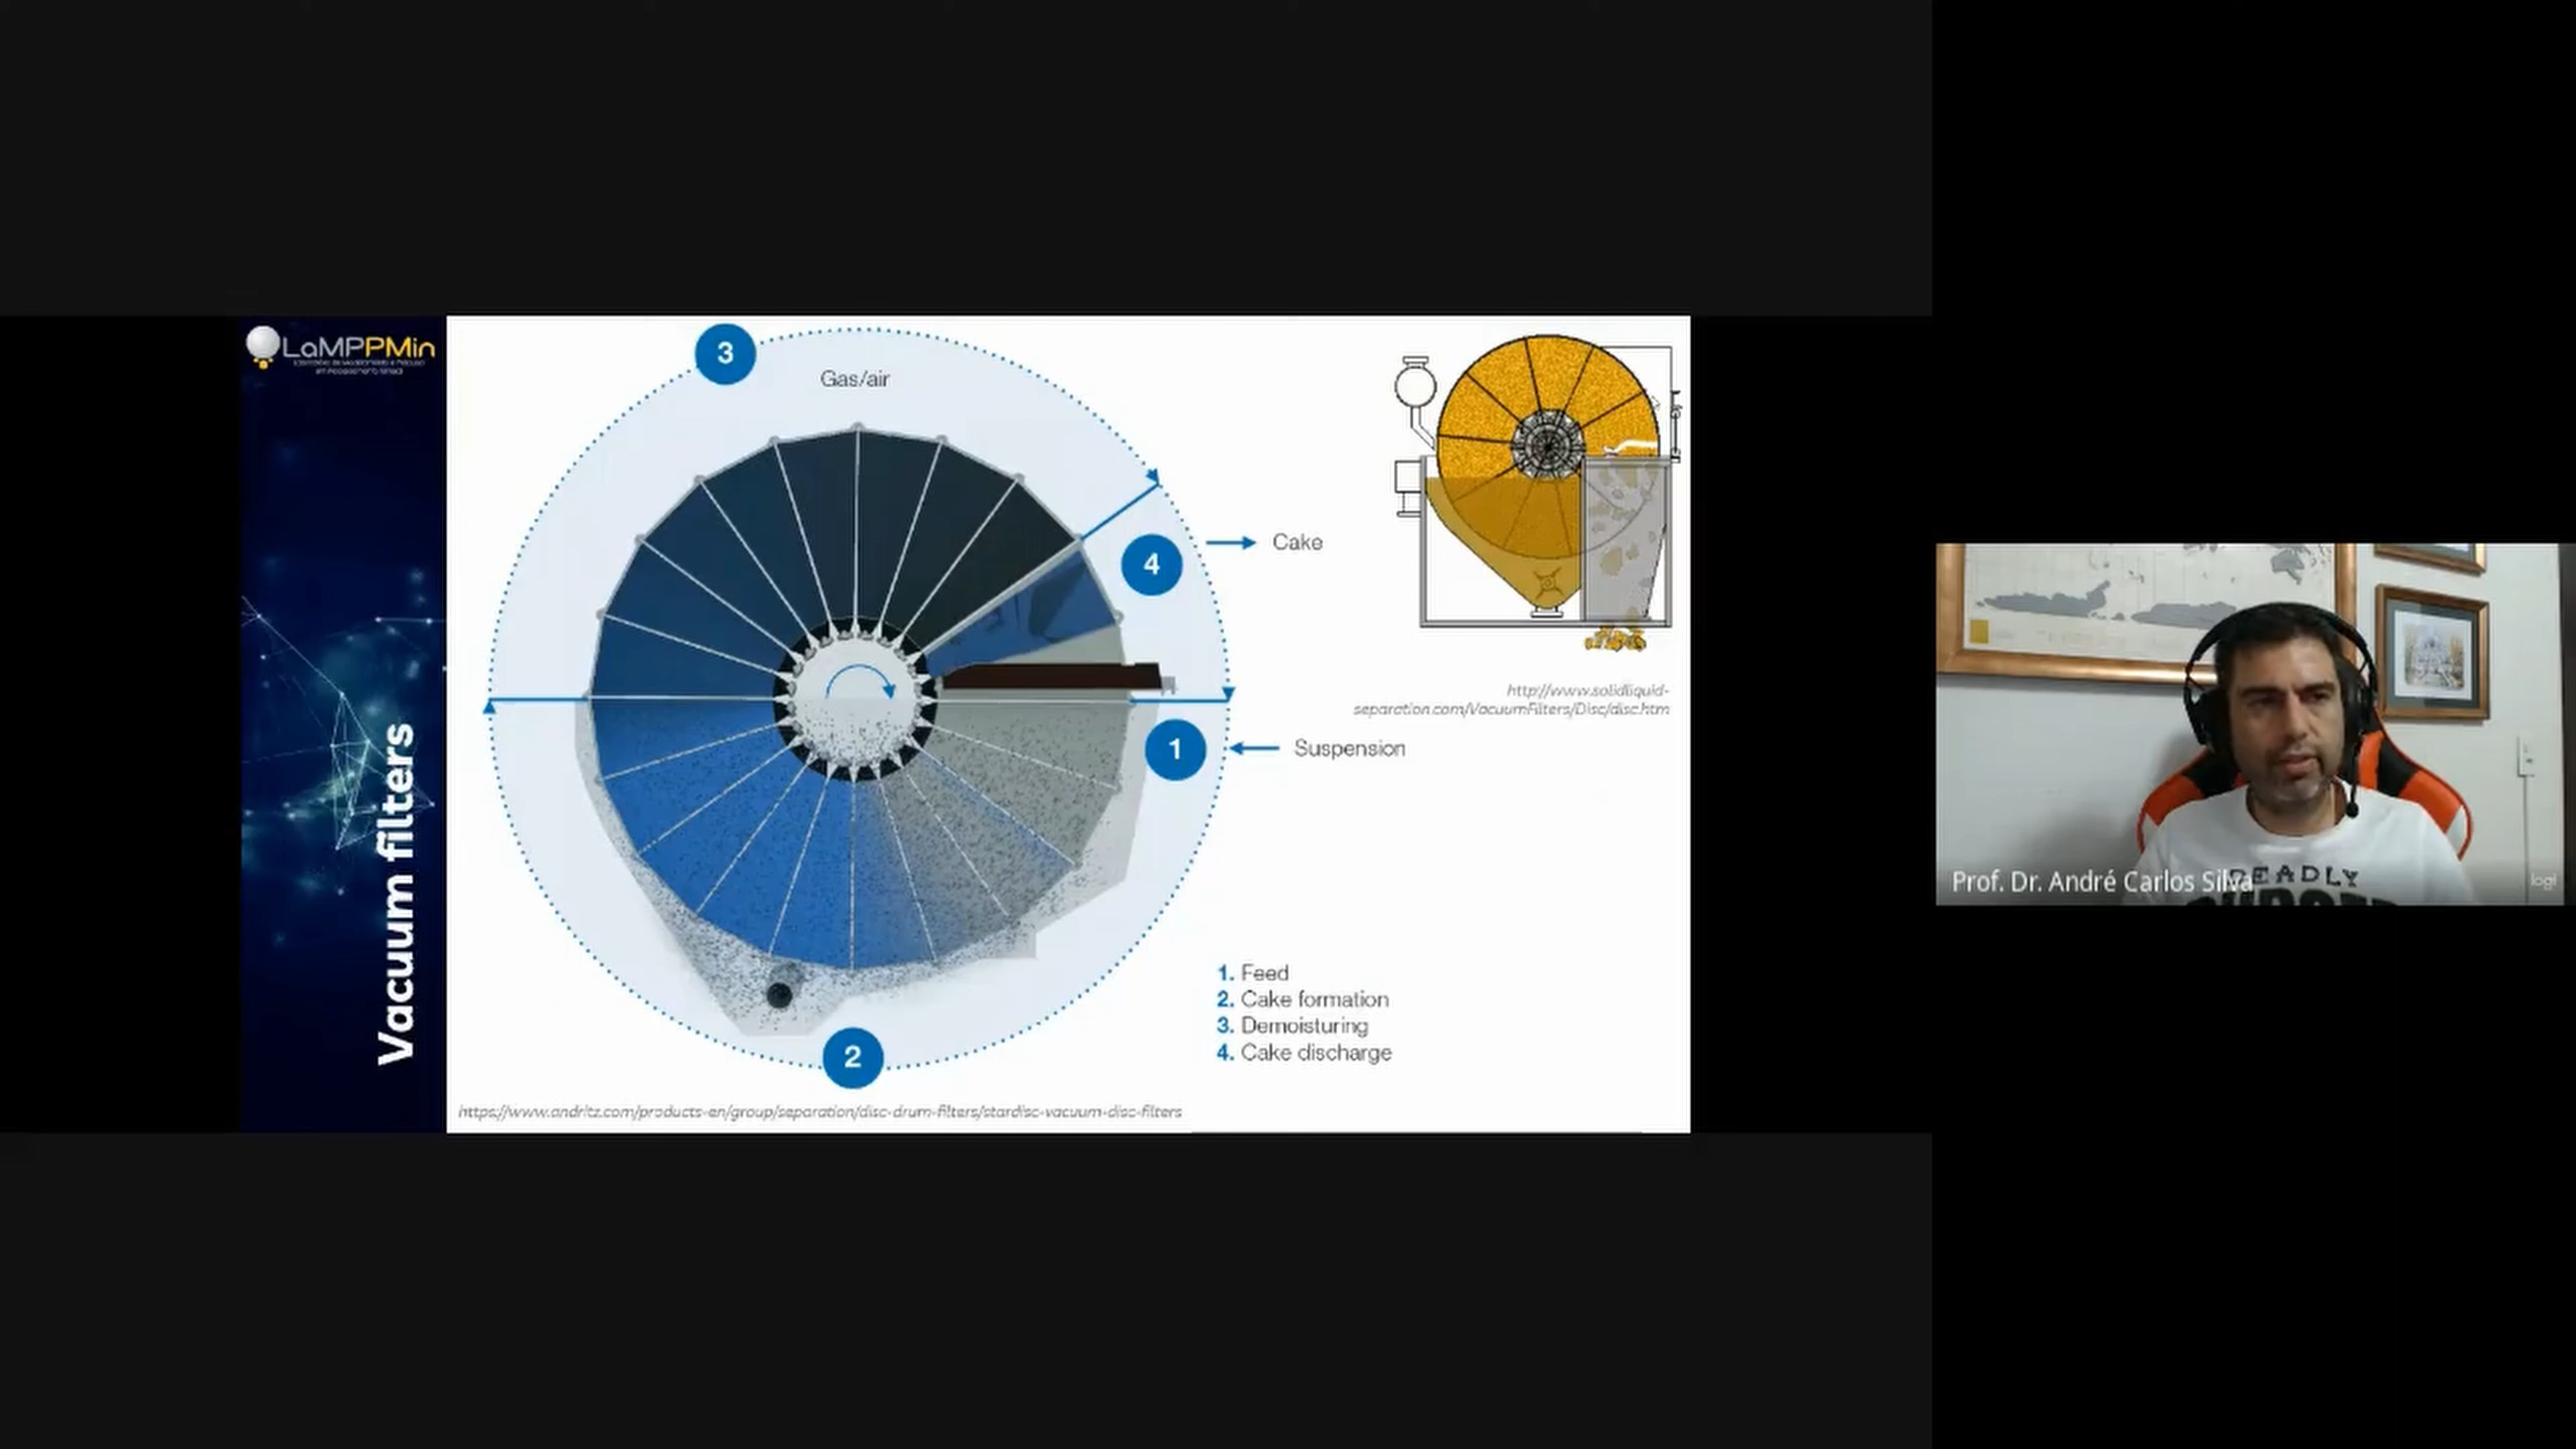 LaMPPMin
Vacuum filters
3
Gas/air
4
Cake
1
Suspension
2
http://www.solidliquid-
separation.com/VacuumFilters/Disc/disc.htm
1. Feed
2. Cake formation
3. Demoisturing
4. Cake discharge
https://www.andritz.com/products-en/group/separation/disc-drum-filters/stardisc-vacuum-disc-filters
Prof. Dr. André Carlos Silva
DEADLY
logi